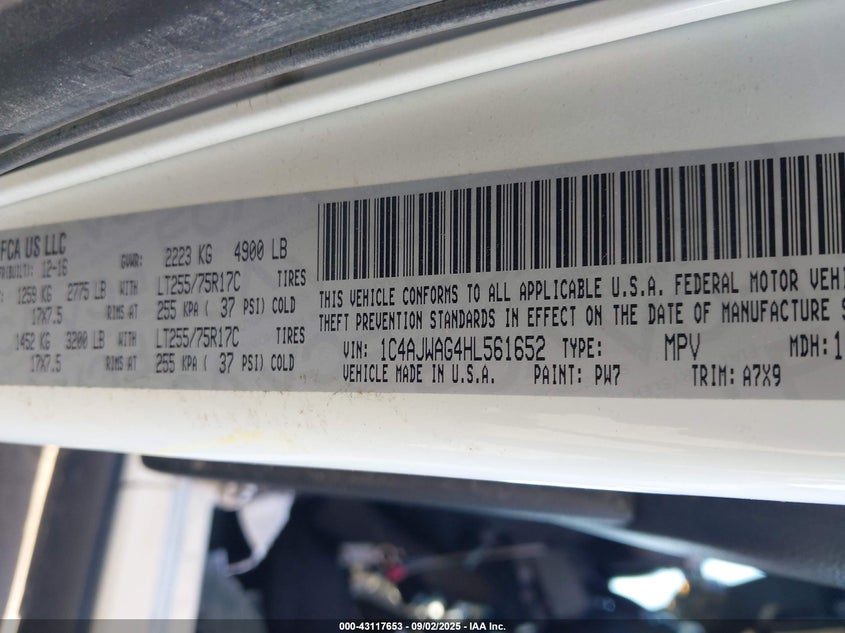 FCA US LLC
12-16
GVWR: 2223 KG 4900 LB
1259 KG 2775 LB WITH LT255/75R17C TIRES
17X7.5 RIMS AT 255 KPA ( 37 PSI) COLD
1452 KG 3200 LB WITH LT255/75R17C TIRES
17X7.5 RIMS AT 255 KPA ( 37 PSI) COLD
THIS VEHICLE CONFORMS TO ALL APPLICABLE U.S.A. FEDERAL MOTOR VEHI
THEFT PREVENTION STANDARDS IN EFFECT ON THE DATE OF MANUFACTURE S
VIN: 1C4AJWAG4HL561652 TYPE: MPV MDH: 1
VEHICLE MADE IN U.S.A. PAINT: PW7 TRIM: A7X9
000-43117653 - 09/02/2025 - IAA Inc.